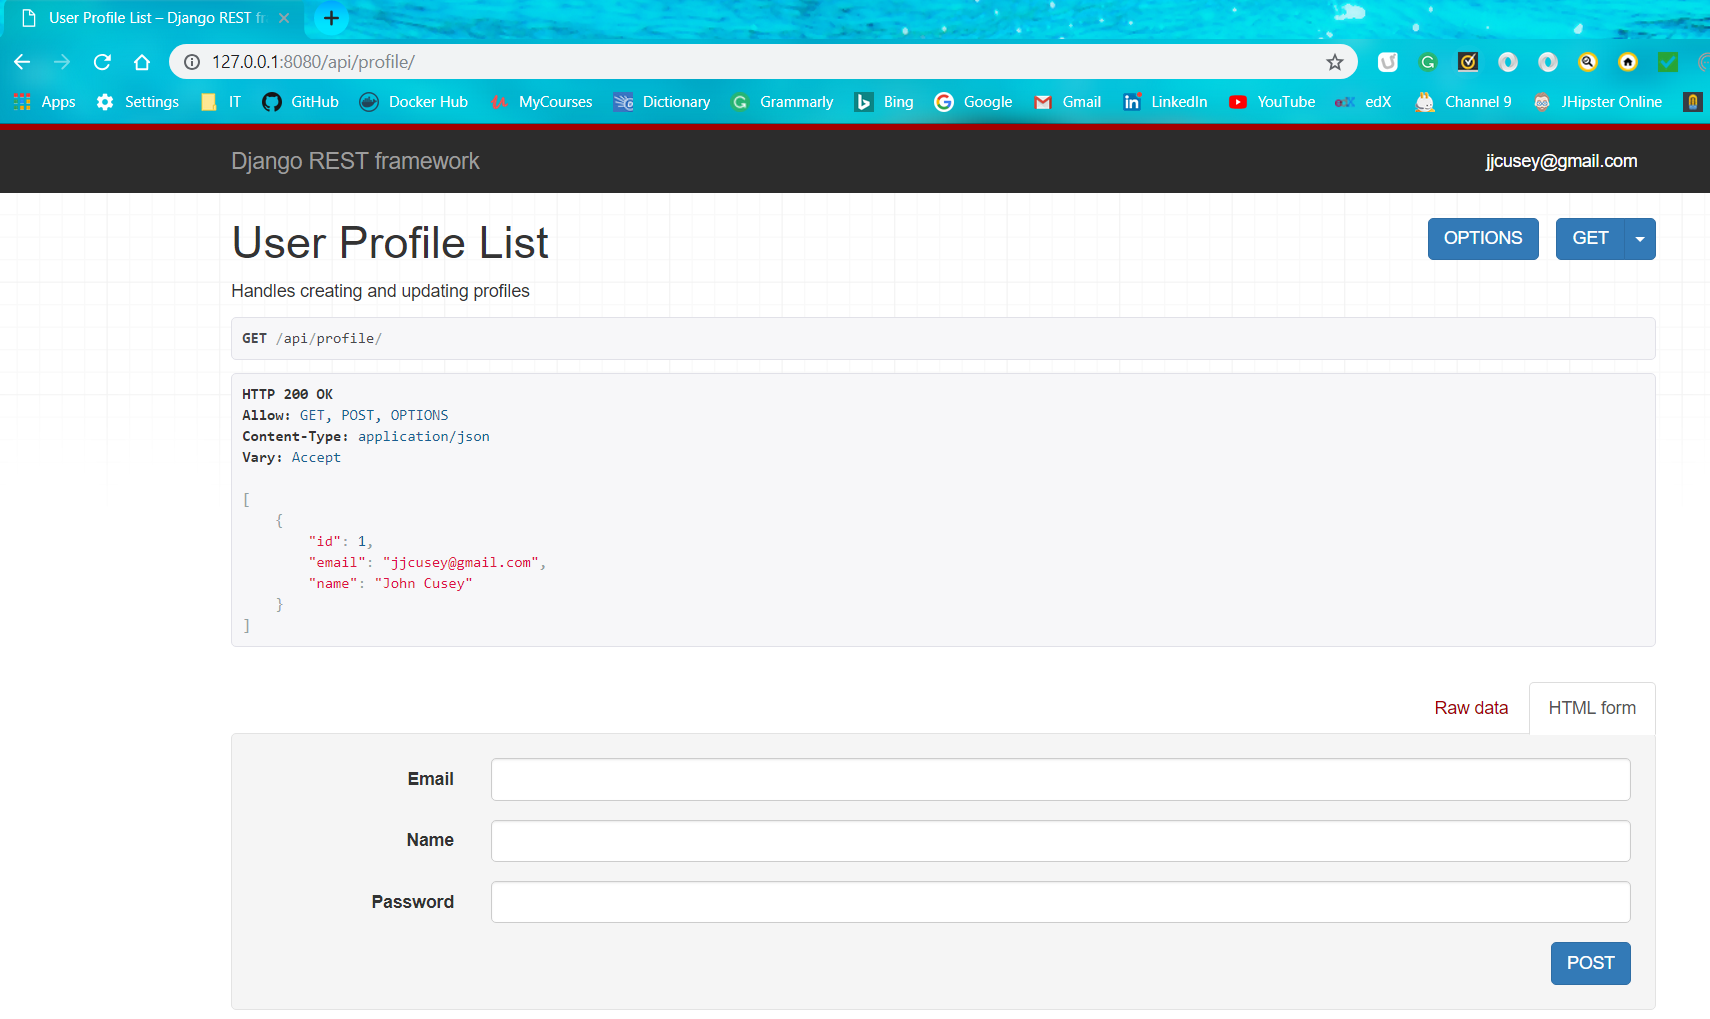 User Profile List – Django REST fr
127.0.0.1:8080/api/profile/
Apps Settings IT GitHub Docker Hub MyCourses Dictionary Grammarly Bing Google Gmail LinkedIn YouTube edX Channel 9 JHipster Online
Django REST framework jjcusey@gmail.com
User Profile List OPTIONS GET
Handles creating and updating profiles
GET /api/profile/
HTTP 200 OK
Allow: GET, POST, OPTIONS
Content-Type: application/json
Vary: Accept
[
{
"id": 1,
"email": "jjcusey@gmail.com",
"name": "John Cusey"
}
]
Raw data HTML form
Email
Name
Password
POST